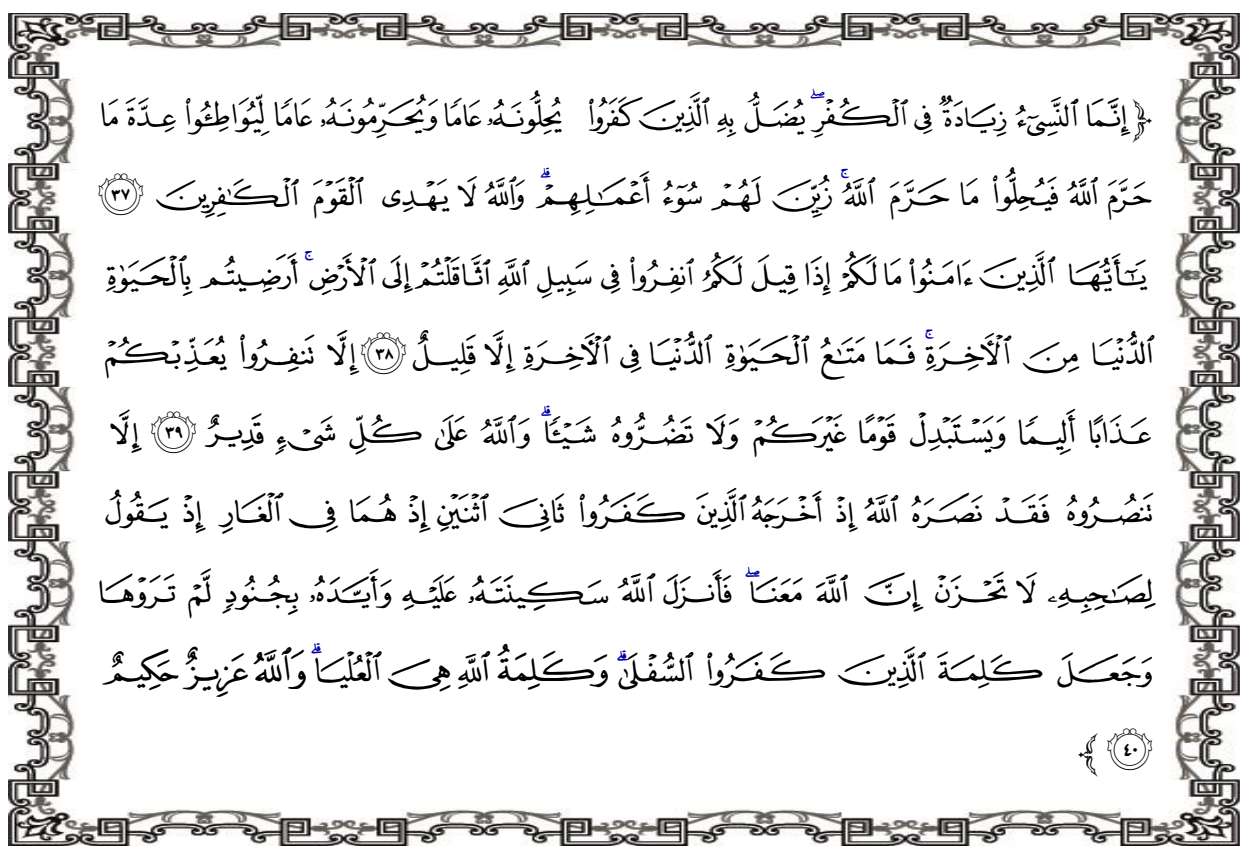 ﴿ إِنَّمَا ٱلنَّسِىٓءُ زِيَادَةٌ فِى ٱلْكُفْرِ ۖ يُضَلُّ بِهِ ٱلَّذِينَ كَفَرُوا۟ يُحِلُّونَهُۥ عَامًا وَيُحَرِّمُونَهُۥ عَامًا لِّيُوَاطِـُٔوا۟ عِدَّةَ مَا
حَرَّمَ ٱللَّهُ فَيُحِلُّوا۟ مَا حَرَّمَ ٱللَّهُ ۚ زُيِّنَ لَهُمْ سُوٓءُ أَعْمَـٰلِهِمْ ۗ وَٱللَّهُ لَا يَهْدِى ٱلْقَوْمَ ٱلْكَـٰفِرِينَ ٣٧
يَـٰٓأَيُّهَا ٱلَّذِينَ ءَامَنُوا۟ مَا لَكُمْ إِذَا قِيلَ لَكُمُ ٱنفِرُوا۟ فِى سَبِيلِ ٱللَّهِ ٱثَّاقَلْتُمْ إِلَى ٱلْأَرْضِ ۚ أَرَضِيتُم بِٱلْحَيَوٰةِ
ٱلدُّنْيَا مِنَ ٱلْـَٔاخِرَةِ ۚ فَمَا مَتَـٰعُ ٱلْحَيَوٰةِ ٱلدُّنْيَا فِى ٱلْـَٔاخِرَةِ إِلَّا قَلِيلٌ ٣٨ إِلَّا تَنفِرُوا۟ يُعَذِّبْكُمْ
عَذَابًا أَلِيمًا وَيَسْتَبْدِلْ قَوْمًا غَيْرَكُمْ وَلَا تَضُرُّوهُ شَيْـًٔا ۗ وَٱللَّهُ عَلَىٰ كُلِّ شَىْءٍ قَدِيرٌ ٣٩ إِلَّا
تَنصُرُوهُ فَقَدْ نَصَرَهُ ٱللَّهُ إِذْ أَخْرَجَهُ ٱلَّذِينَ كَفَرُوا۟ ثَانِىَ ٱثْنَيْنِ إِذْ هُمَا فِى ٱلْغَارِ إِذْ يَقُولُ
لِصَـٰحِبِهِۦ لَا تَحْزَنْ إِنَّ ٱللَّهَ مَعَنَا ۖ فَأَنزَلَ ٱللَّهُ سَكِينَتَهُۥ عَلَيْهِ وَأَيَّدَهُۥ بِجُنُودٍ لَّمْ تَرَوْهَا
وَجَعَلَ كَلِمَةَ ٱلَّذِينَ كَفَرُوا۟ ٱلسُّفْلَىٰ ۗ وَكَلِمَةُ ٱللَّهِ هِىَ ٱلْعُلْيَا ۗ وَٱللَّهُ عَزِيزٌ حَكِيمٌ
٤٠ ﴾